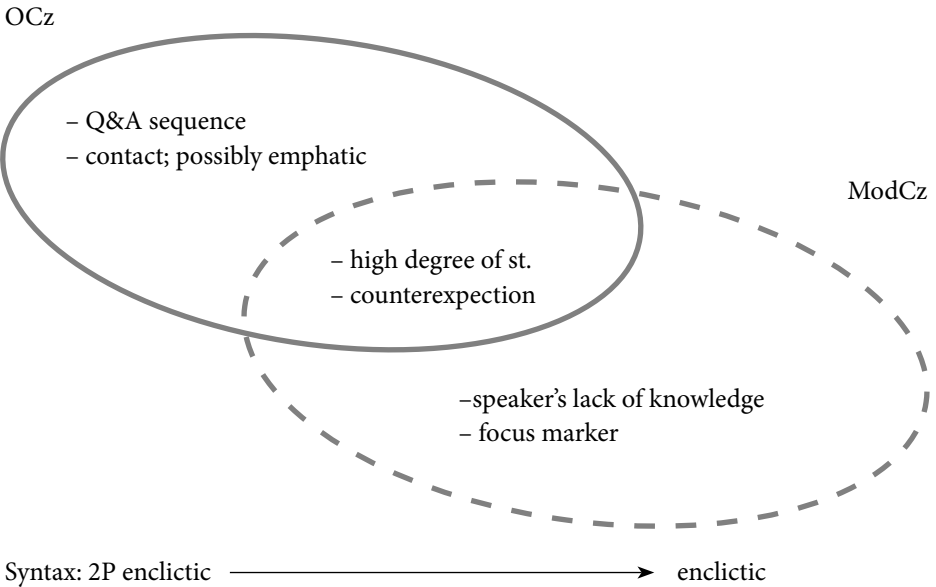 OCz
– Q&A sequence
– contact; possibly emphatic
ModCz
– high degree of st.
– counterexpection
–speaker’s lack of knowledge
– focus marker
Syntax: 2P enclictic
enclictic